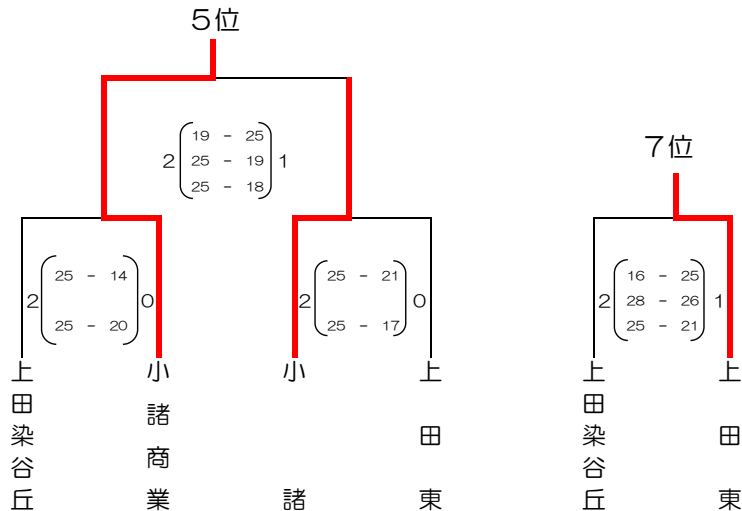 5位
19 - 25
2 25 - 19 1
25 - 18
7位
25 - 14
2 0
25 - 20
25 - 21
2 0
25 - 17
16 - 25
2 28 - 26 1
25 - 21
上田染谷丘
小諸商業
小諸
上田東
上田染谷丘
上田東